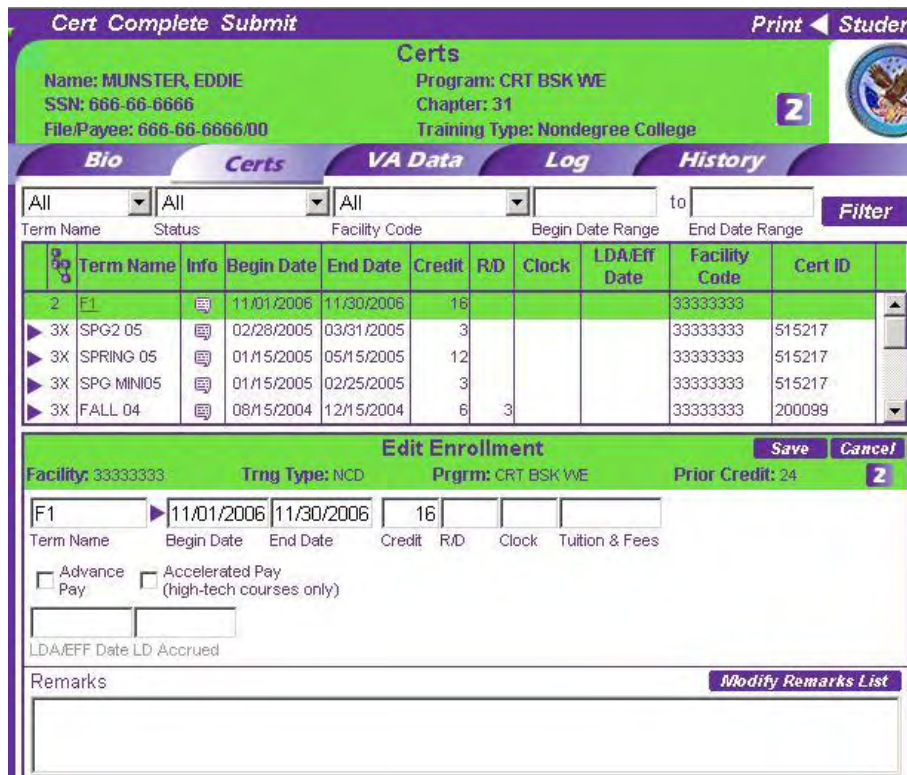 Cert Complete Submit Print Studen
Certs
Name: MUNSTER, EDDIE Program: CRT BSK WE
SSN: 666-66-6666 Chapter: 31
File/Payee: 666-66-6666/00 Training Type: Nondegree College
2
Bio Certs VA Data Log History
All All All to Filter
Term Name Status Facility Code Begin Date Range End Date Range
Term Name Info Begin Date End Date Credit R/D Clock LDA/Eff Date Facility Code Cert ID
2 F1 11/01/2006 11/30/2006 16 33333333
3X SPG2 05 02/28/2005 03/31/2005 3 33333333 515217
3X SPRING 05 01/15/2005 05/15/2005 12 33333333 515217
3X SPG MINI05 01/15/2005 02/25/2005 3 33333333 515217
3X FALL 04 08/15/2004 12/15/2004 6 3 33333333 200099
Edit Enrollment Save Cancel
Facility: 33333333 Trng Type: NCD Prgrm: CRT BSK WE Prior Credit: 24 2
F1 11/01/2006 11/30/2006 16
Term Name Begin Date End Date Credit R/D Clock Tuition & Fees
Advance Pay Accelerated Pay
(high-tech courses only)
LDA/EFF Date LD Accrued
Remarks Modify Remarks List